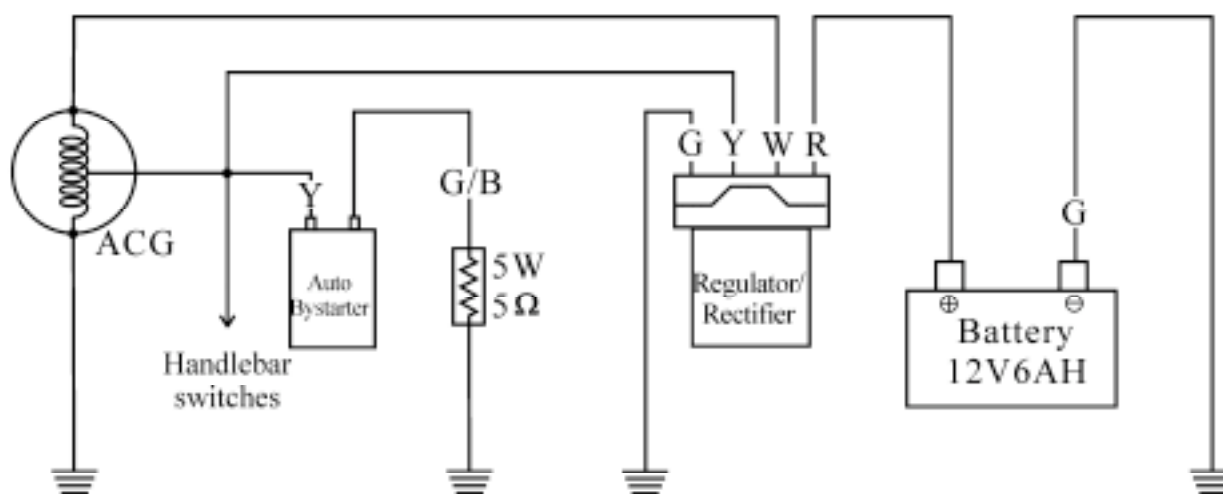 G Y W R
Y
G/B
G
ACG
5W
5Ω
Auto
Bystarter
Regulator/
Rectifier
⊕
⊖
Battery
12V6AH
Handlebar
switches